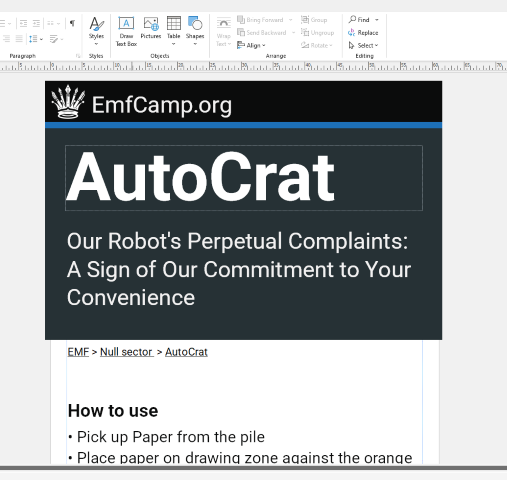 Bring Forward
Group
Find
Styles
Draw
Text Box
Pictures
Table
Shapes
Wrap
Text
Send Backward
Ungroup
Replace
Align
Rotate
Select
Paragraph
Styles
Objects
Arrange
Editing
EmfCamp.org
AutoCrat
Our Robot's Perpetual Complaints:
A Sign of Our Commitment to Your
Convenience
EMF > Null sector > AutoCrat
How to use
• Pick up Paper from the pile
• Place paper on drawing zone against the orange